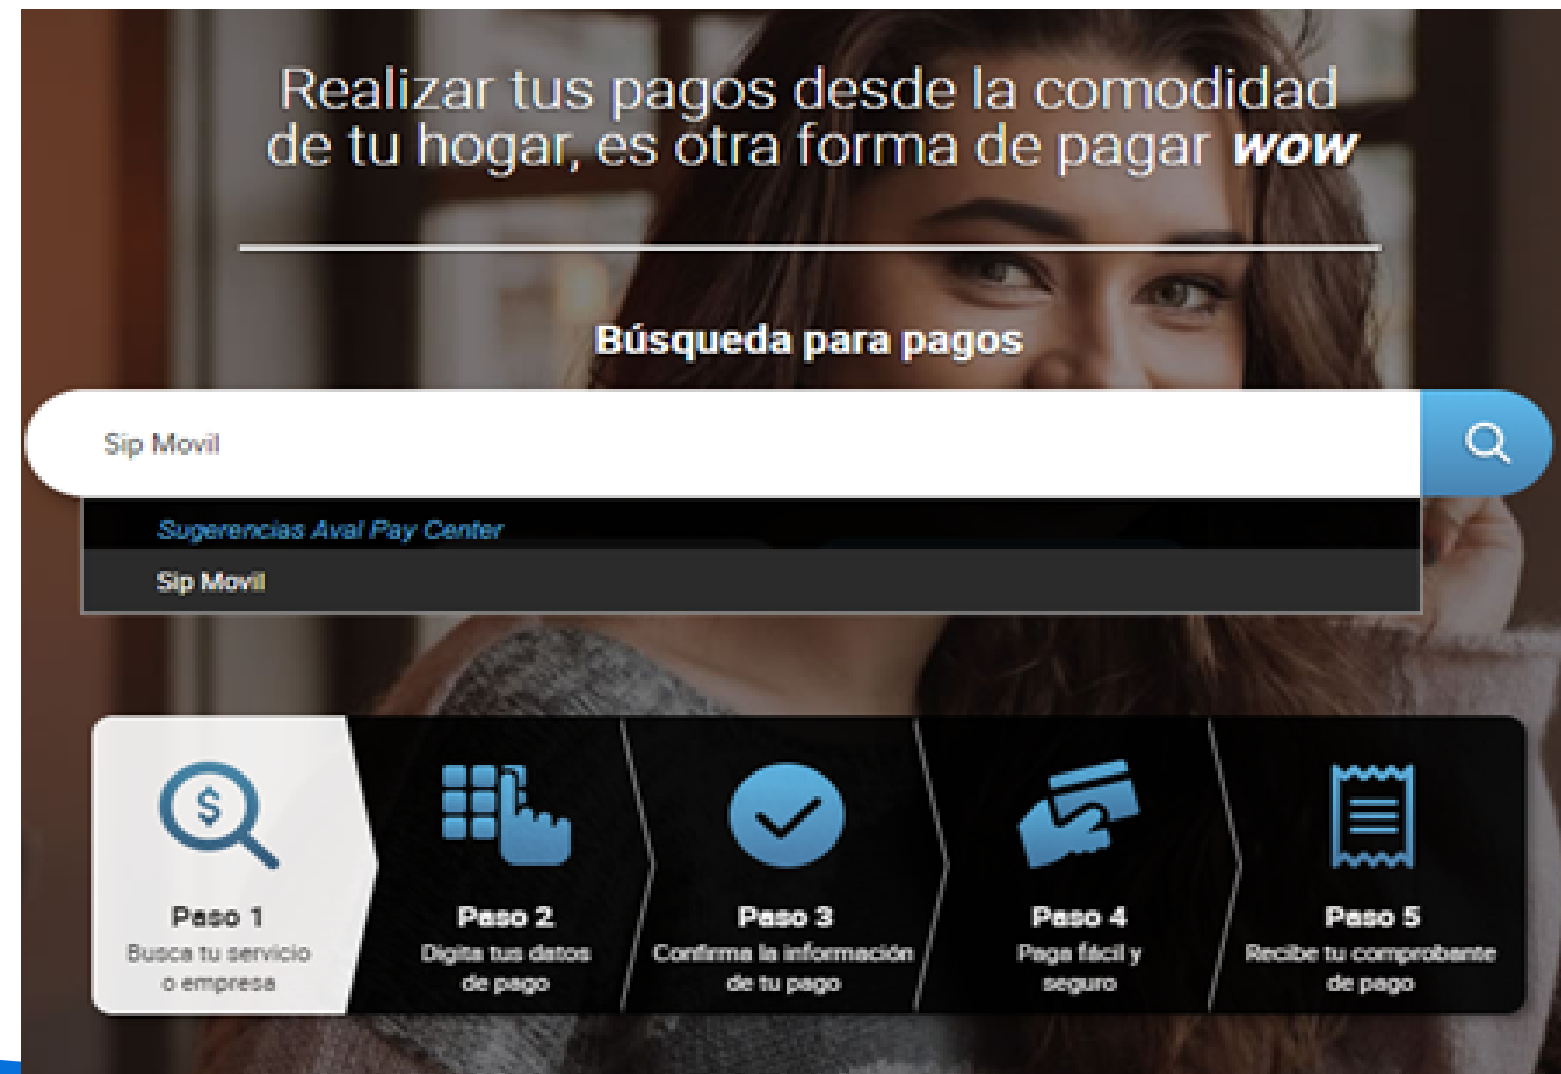 Realizar tus pagos desde la comodidad
de tu hogar, es otra forma de pagar wow
Búsqueda para pagos
Sip Movil
Sugerencias Aval Pay Center
Sip Movil
Paso 1
Busca tu servicio
o empresa
Paso 2
Digita tus datos
de pago
Paso 3
Confirma la información
de tu pago
Paso 4
Paga fácil y
seguro
Paso 5
Recibe tu comprobante
de pago